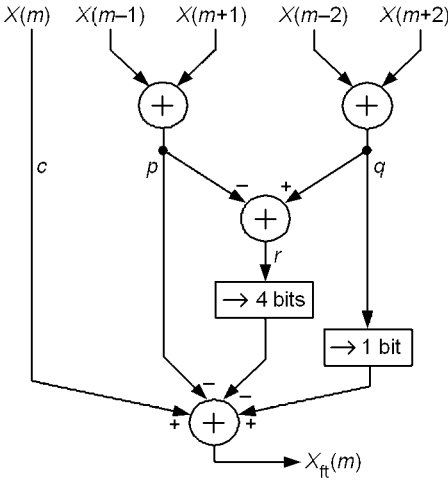 X(m) X(m–1) X(m+1) X(m–2) X(m+2)
+ +
c p q
– +
+
r
→ 4 bits
→ 1 bit
– –
+ + +
X_ft(m)